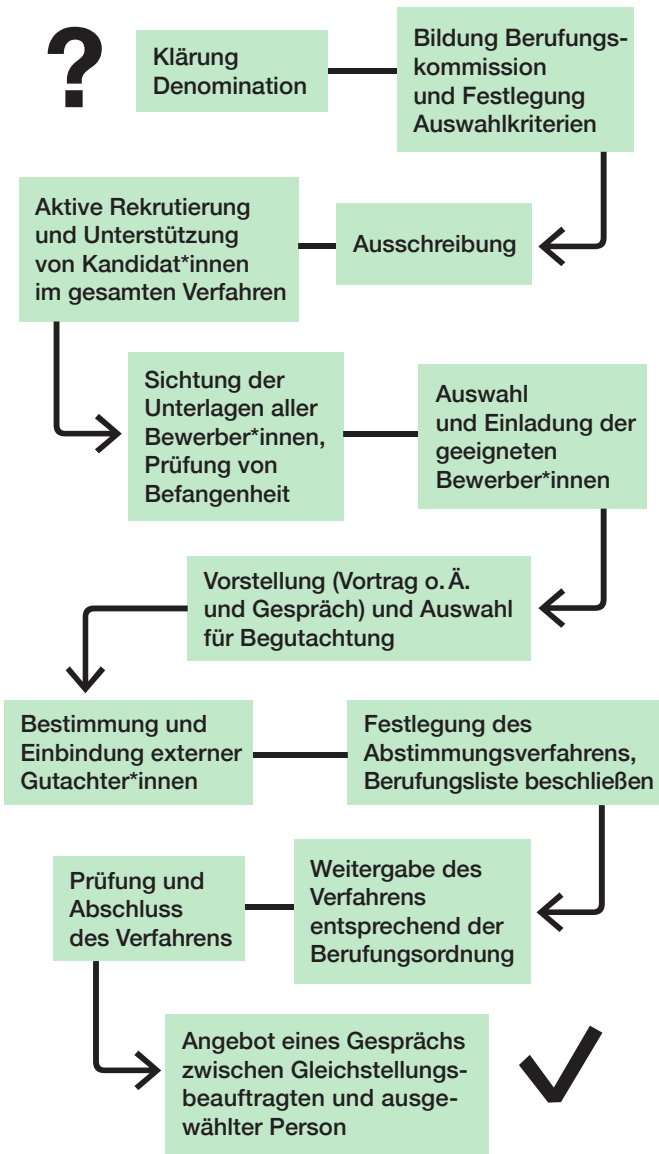 ?
Klärung
Denomination
Bildung Berufungs-
kommission
und Festlegung
Auswahlkriterien
Ausschreibung
Aktive Rekrutierung
und Unterstützung
von Kandidat*innen
im gesamten Verfahren
Sichtung der
Unterlagen aller
Bewerber*innen,
Prüfung von
Befangenheit
Auswahl
und Einladung der
geeigneten
Bewerber*innen
Vorstellung (Vortrag o. Ä.
und Gespräch) und Auswahl
für Begutachtung
Bestimmung und
Einbindung externer
Gutachter*innen
Festlegung des
Abstimmungsverfahrens,
Berufungsliste beschließen
Weitergabe des
Verfahrens
entsprechend der
Berufungsordnung
Prüfung und
Abschluss
des Verfahrens
Angebot eines Gesprächs
zwischen Gleichstellungs-
beauftragten und ausge-
wählter Person